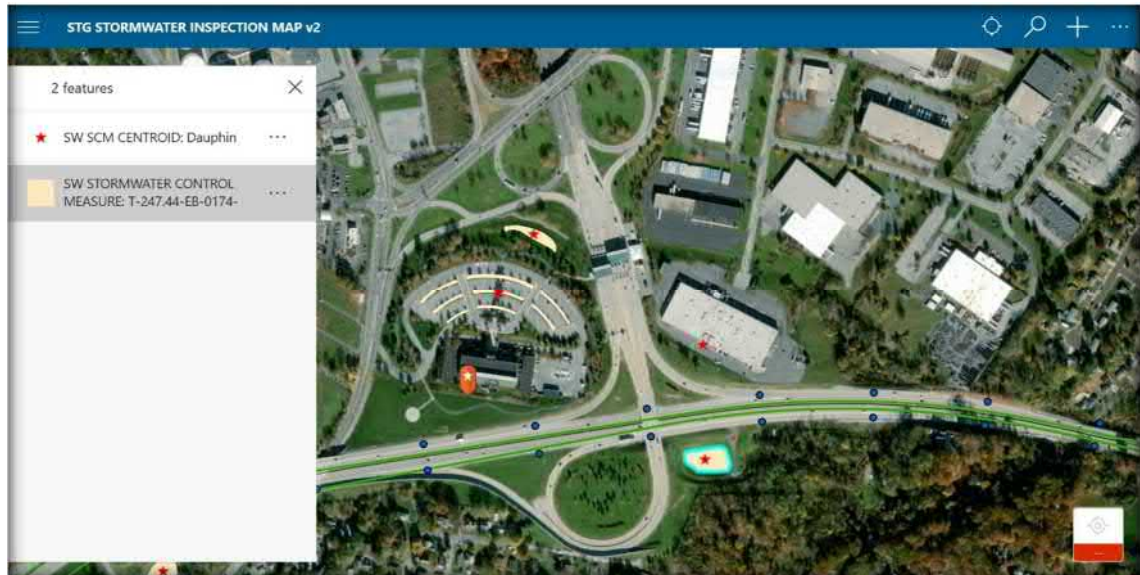 STG STORMWATER INSPECTION MAP v2
2 features
SW SCM CENTROID: Dauphin
SW STORMWATER CONTROL
MEASURE: T-247.44-EB-0174-